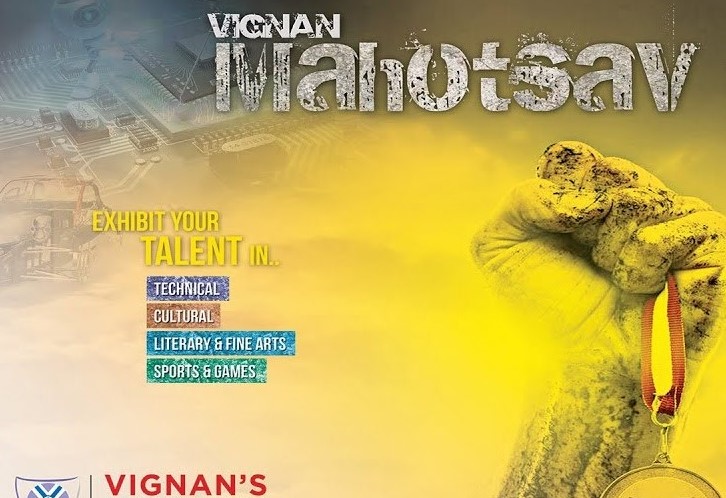 VIGNAN
Mahotsav
EXHIBIT YOUR
TALENT IN..
TECHNICAL
CULTURAL
LITERARY & FINE ARTS
SPORTS & GAMES
VIGNAN'S